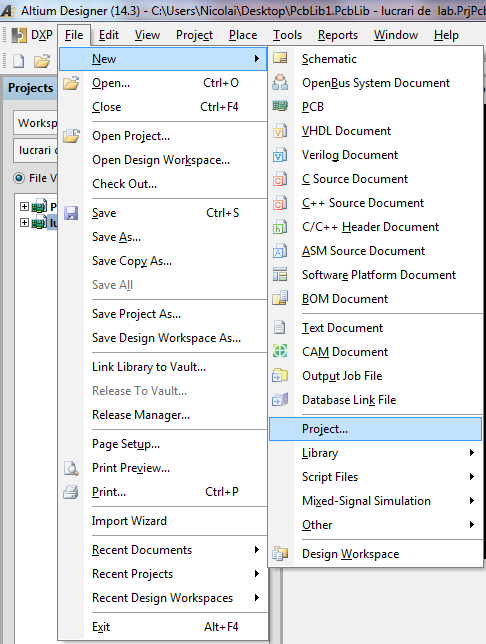 Altium Designer (14.3) - C:\Users\Nicolai\Desktop\PcbLib1.PcbLib - lucrari de lab.PrjPcb
DXP File Edit View Project Place Tools Reports Window Help
Projects
Worksp
lucrari c
File V
P
lu
New
Open... Ctrl+O
Close Ctrl+F4
Open Project...
Open Design Workspace...
Check Out...
Save Ctrl+S
Save As...
Save Copy As...
Save All
Save Project As...
Save Design Workspace As...
Link Library to Vault...
Release To Vault...
Release Manager...
Page Setup...
Print Preview...
Print... Ctrl+P
Import Wizard
Recent Documents
Recent Projects
Recent Design Workspaces
Exit Alt+F4
Schematic
OpenBus System Document
PCB
VHDL Document
Verilog Document
C Source Document
C++ Source Document
C/C++ Header Document
ASM Source Document
Software Platform Document
BOM Document
Text Document
CAM Document
Output Job File
Database Link File
Project...
Library
Script Files
Mixed-Signal Simulation
Other
Design Workspace